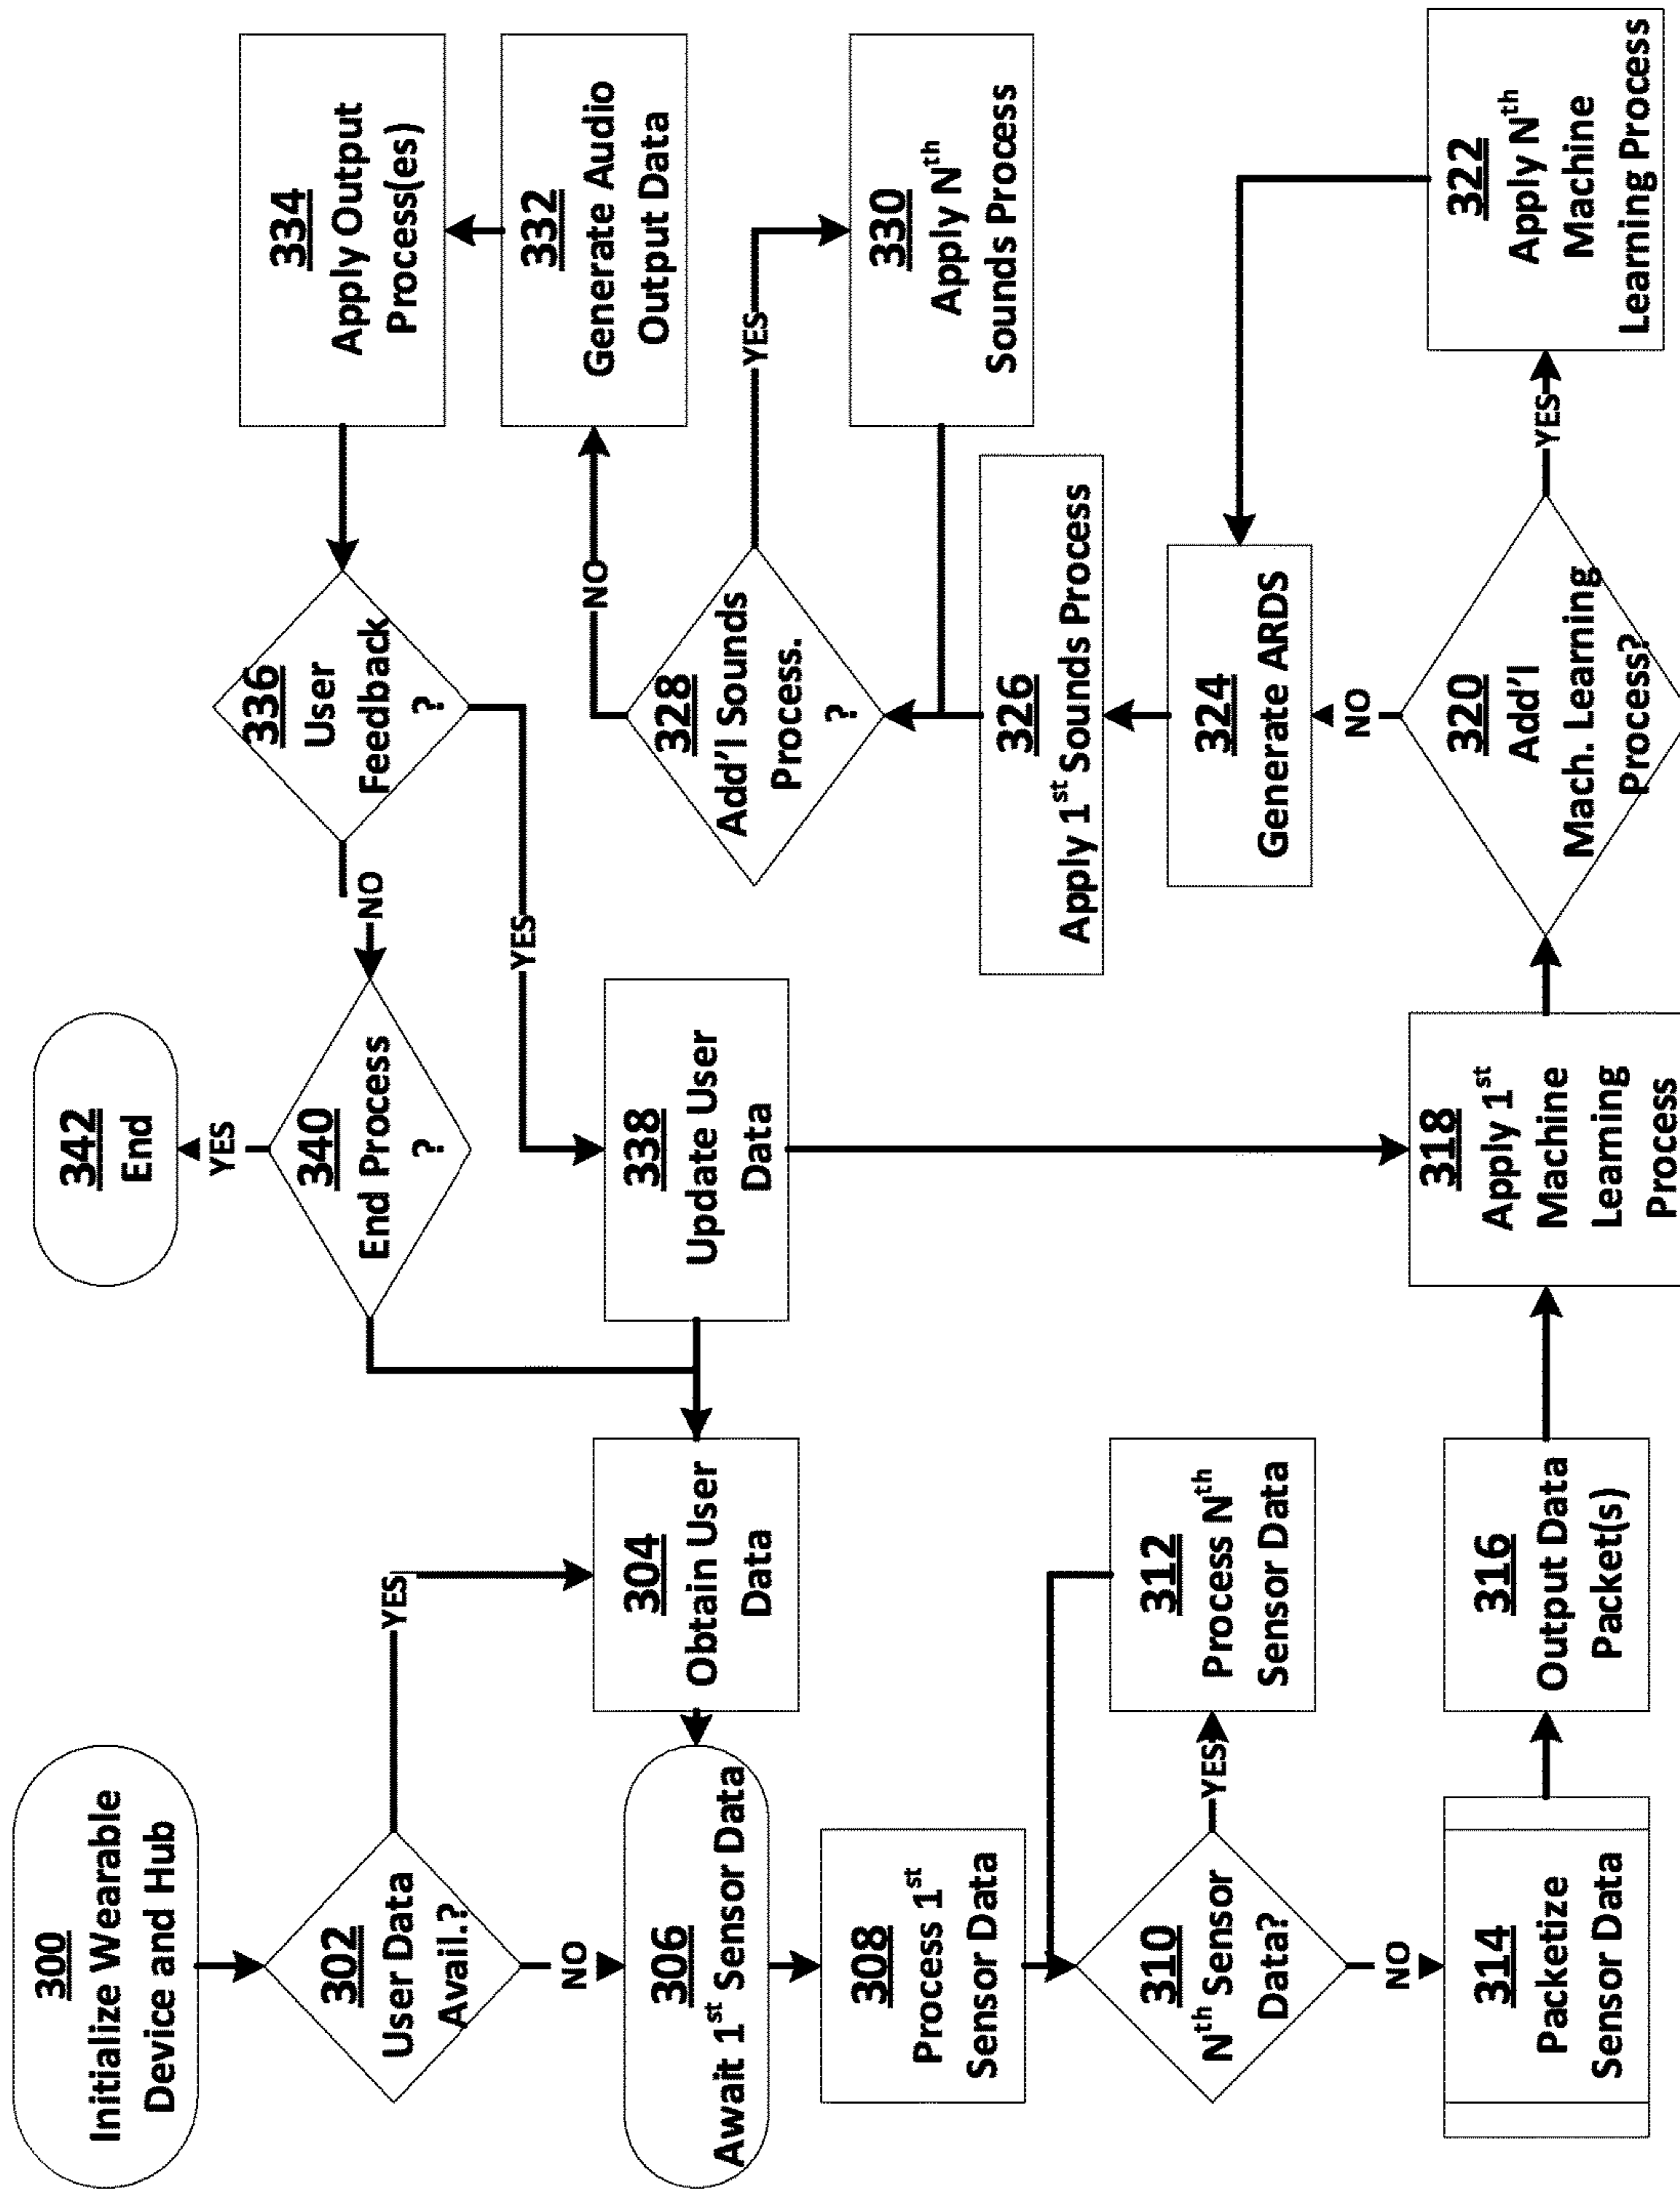 300
Initialize Wearable
Device and Hub
302
User Data
Avail.?
YES
NO
304
Obtain User
Data
306
Await 1st Sensor Data
308
Process 1st
Sensor Data
310
Nth Sensor
Data?
YES
NO
312
Process Nth
Sensor Data
314
Packetize
Sensor Data
316
Output Data
Packet(s)
318
Apply 1st
Machine
Learning
Process
320
Add'l
Mach. Learning
Process?
YES
NO
322
Apply Nth
Machine
Learning Process
324
Generate ARDS
326
Apply 1st Sounds Process
328
Add'l Sounds
Process.
?
YES
NO
330
Apply Nth
Sounds Process
332
Generate Audio
Output Data
334
Apply Output
Process(es)
336
User
Feedback
?
NO
YES
338
Update User
Data
340
End Process
?
YES
342
End